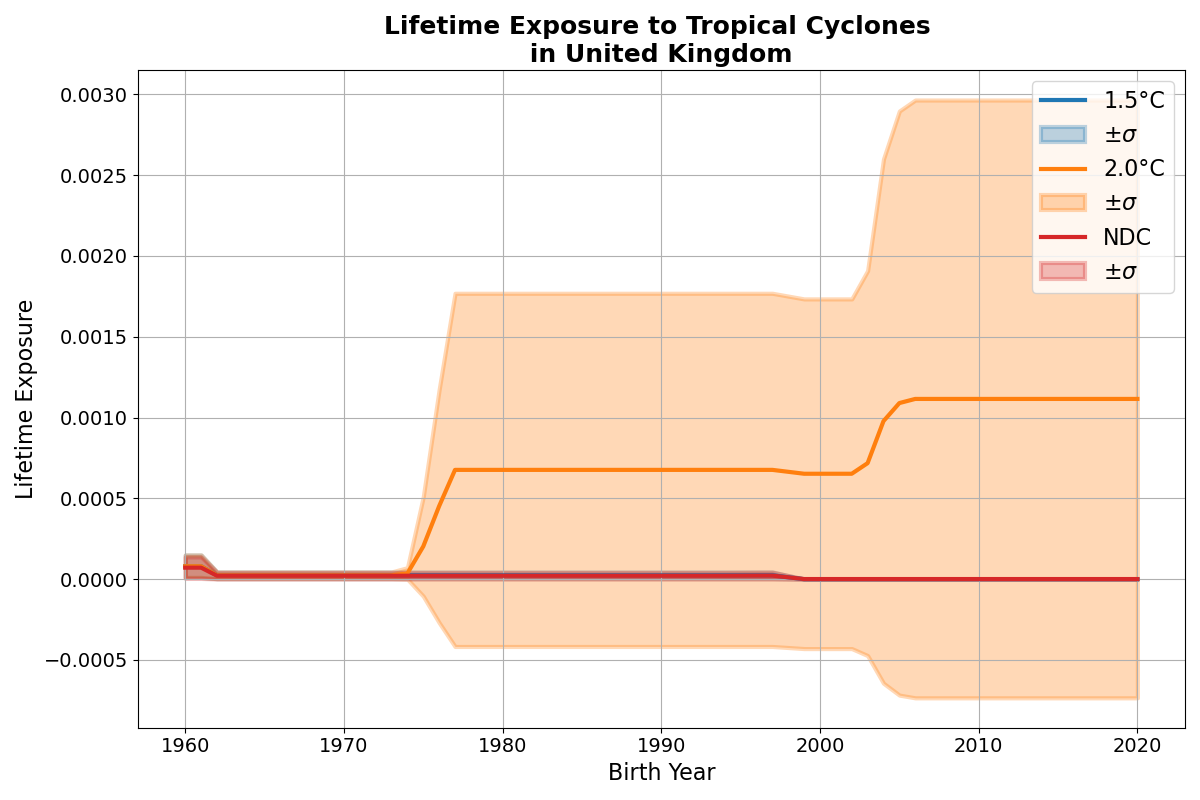 Lifetime Exposure to Tropical Cyclones
in United Kingdom
Lifetime Exposure
0.0030
0.0025
0.0020
0.0015
0.0010
0.0005
0.0000
−0.0005
1.5°C
±σ
2.0°C
±σ
NDC
±σ
1960
1970
1980
1990
2000
2010
2020
Birth Year